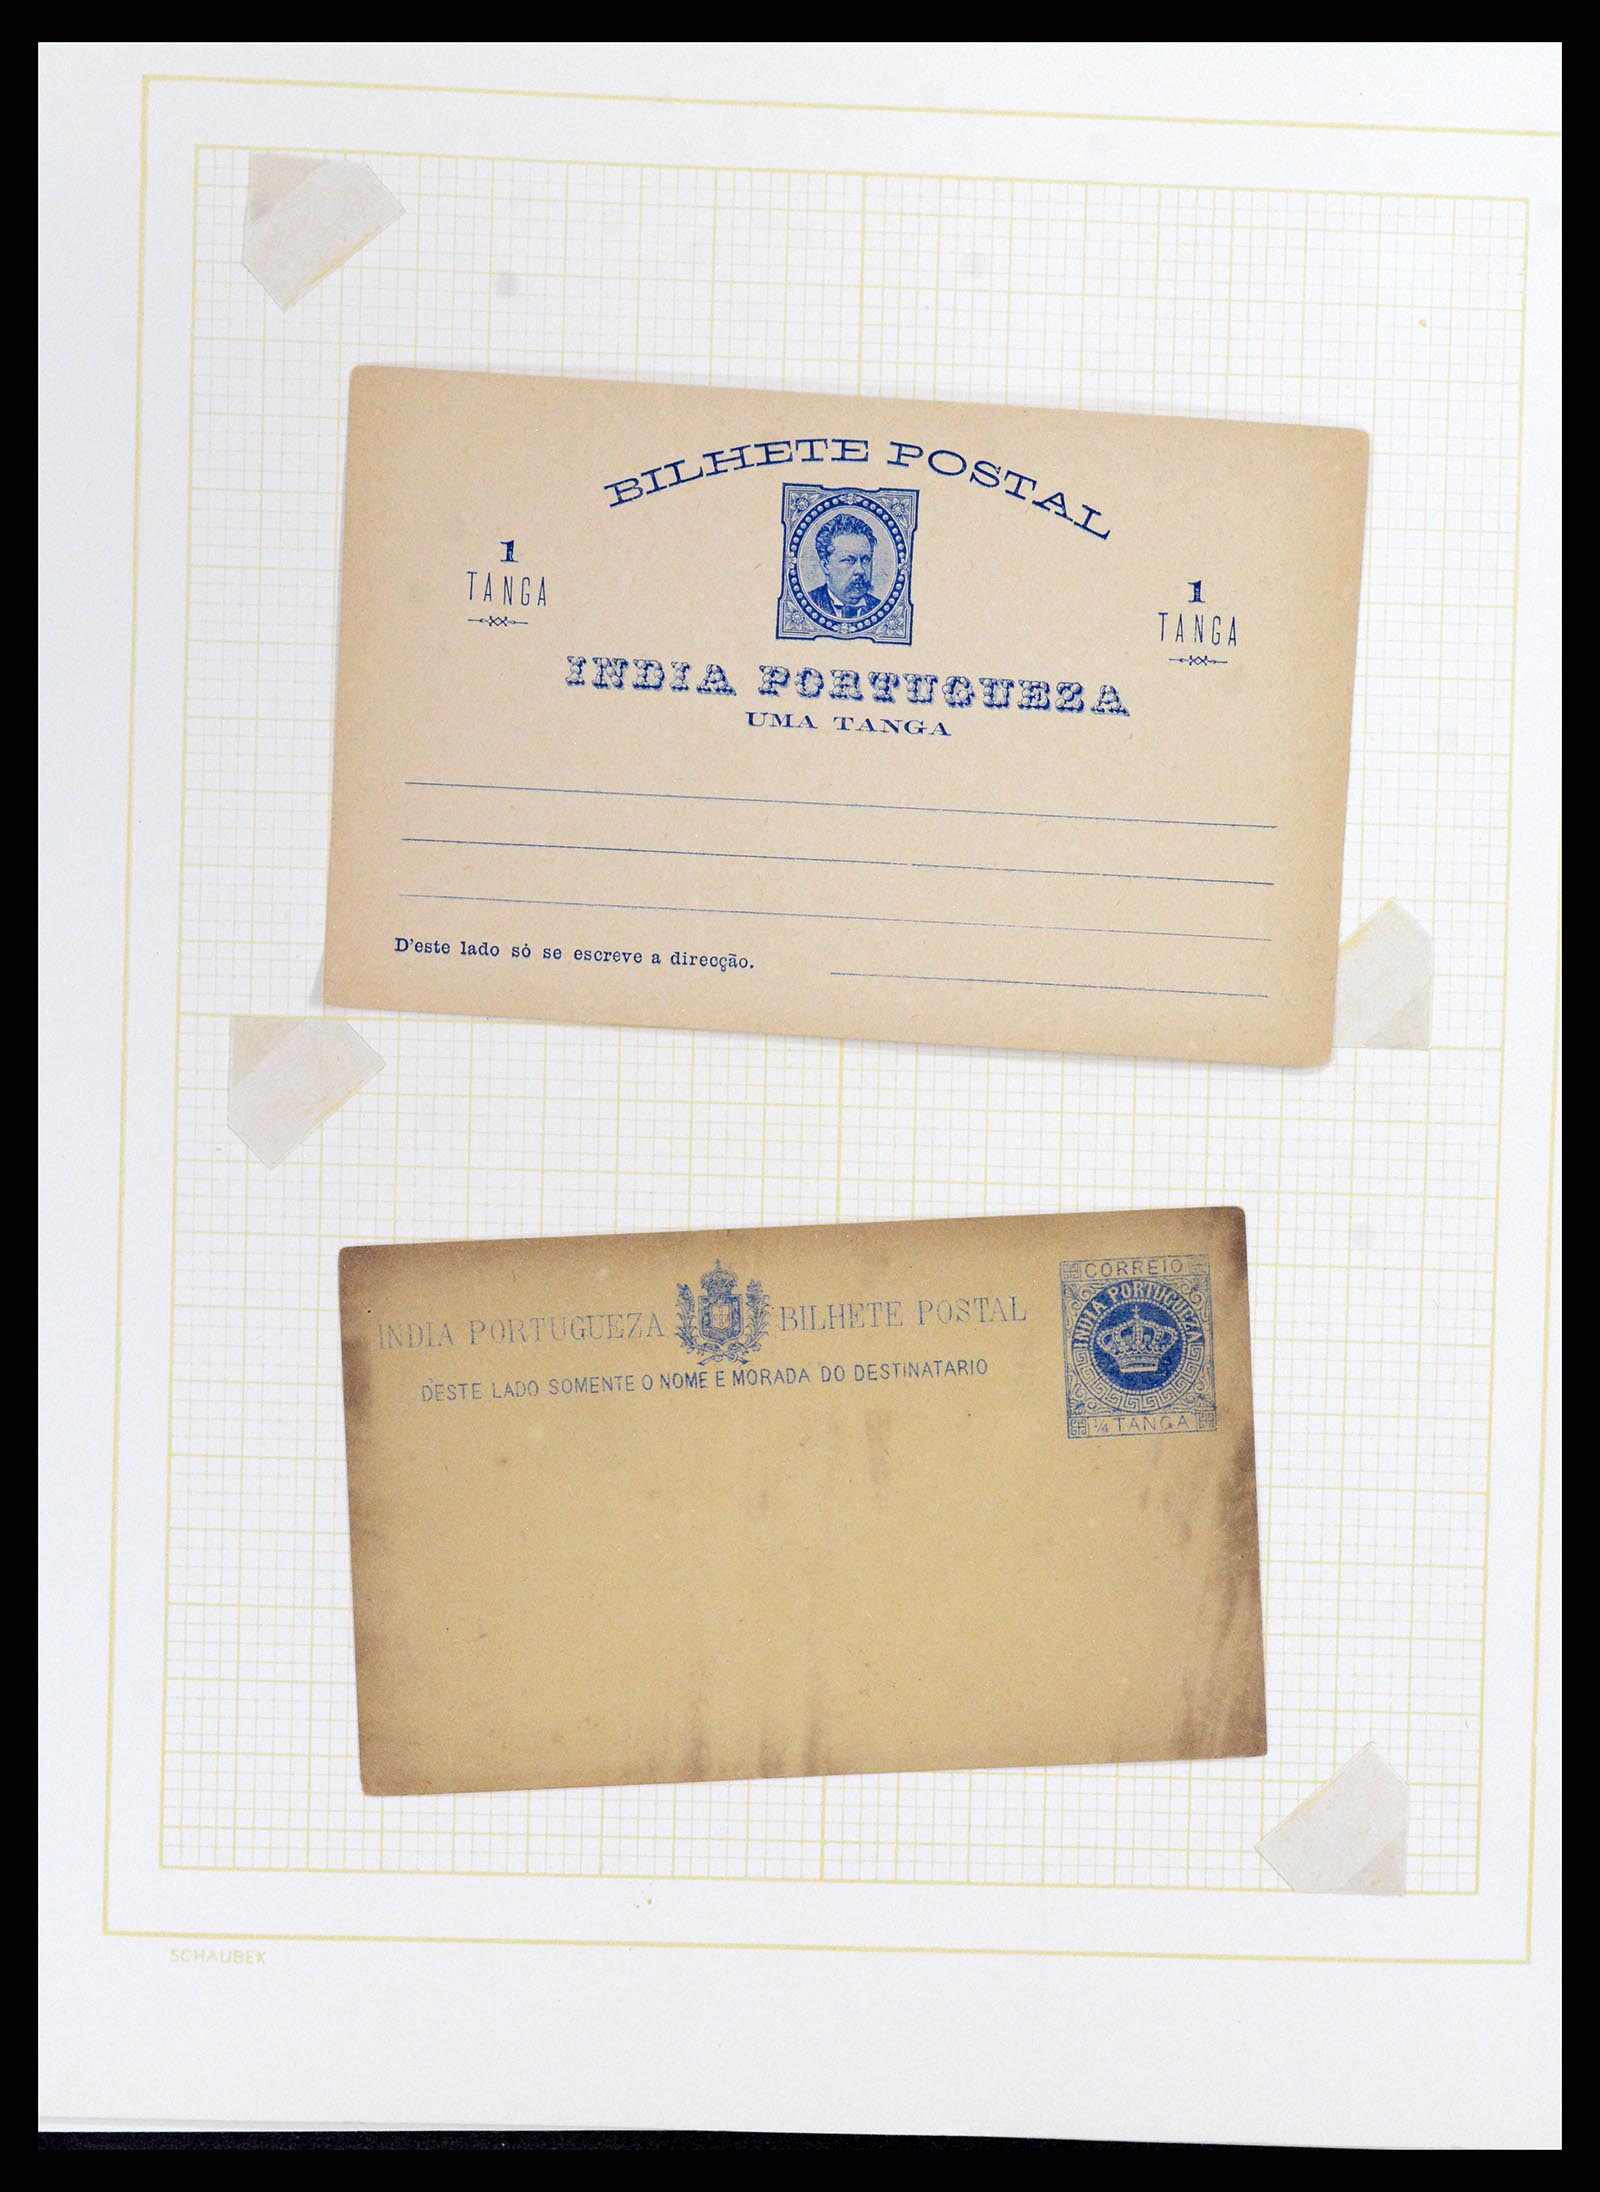 BILHETE POSTAL
1
TANGA
1
TANGA
INDIA PORTUGUEZA
UMA TANGA
D'este lado só se escreve a direcção.
INDIA PORTUGUEZA BILHETE POSTAL
DESTE LADO SOMENTE O NOME E MORADA DO DESTINATARIO
CORREIO
INDIA PORTUGUEZA
1/4 TANGA
SCHAUBEK